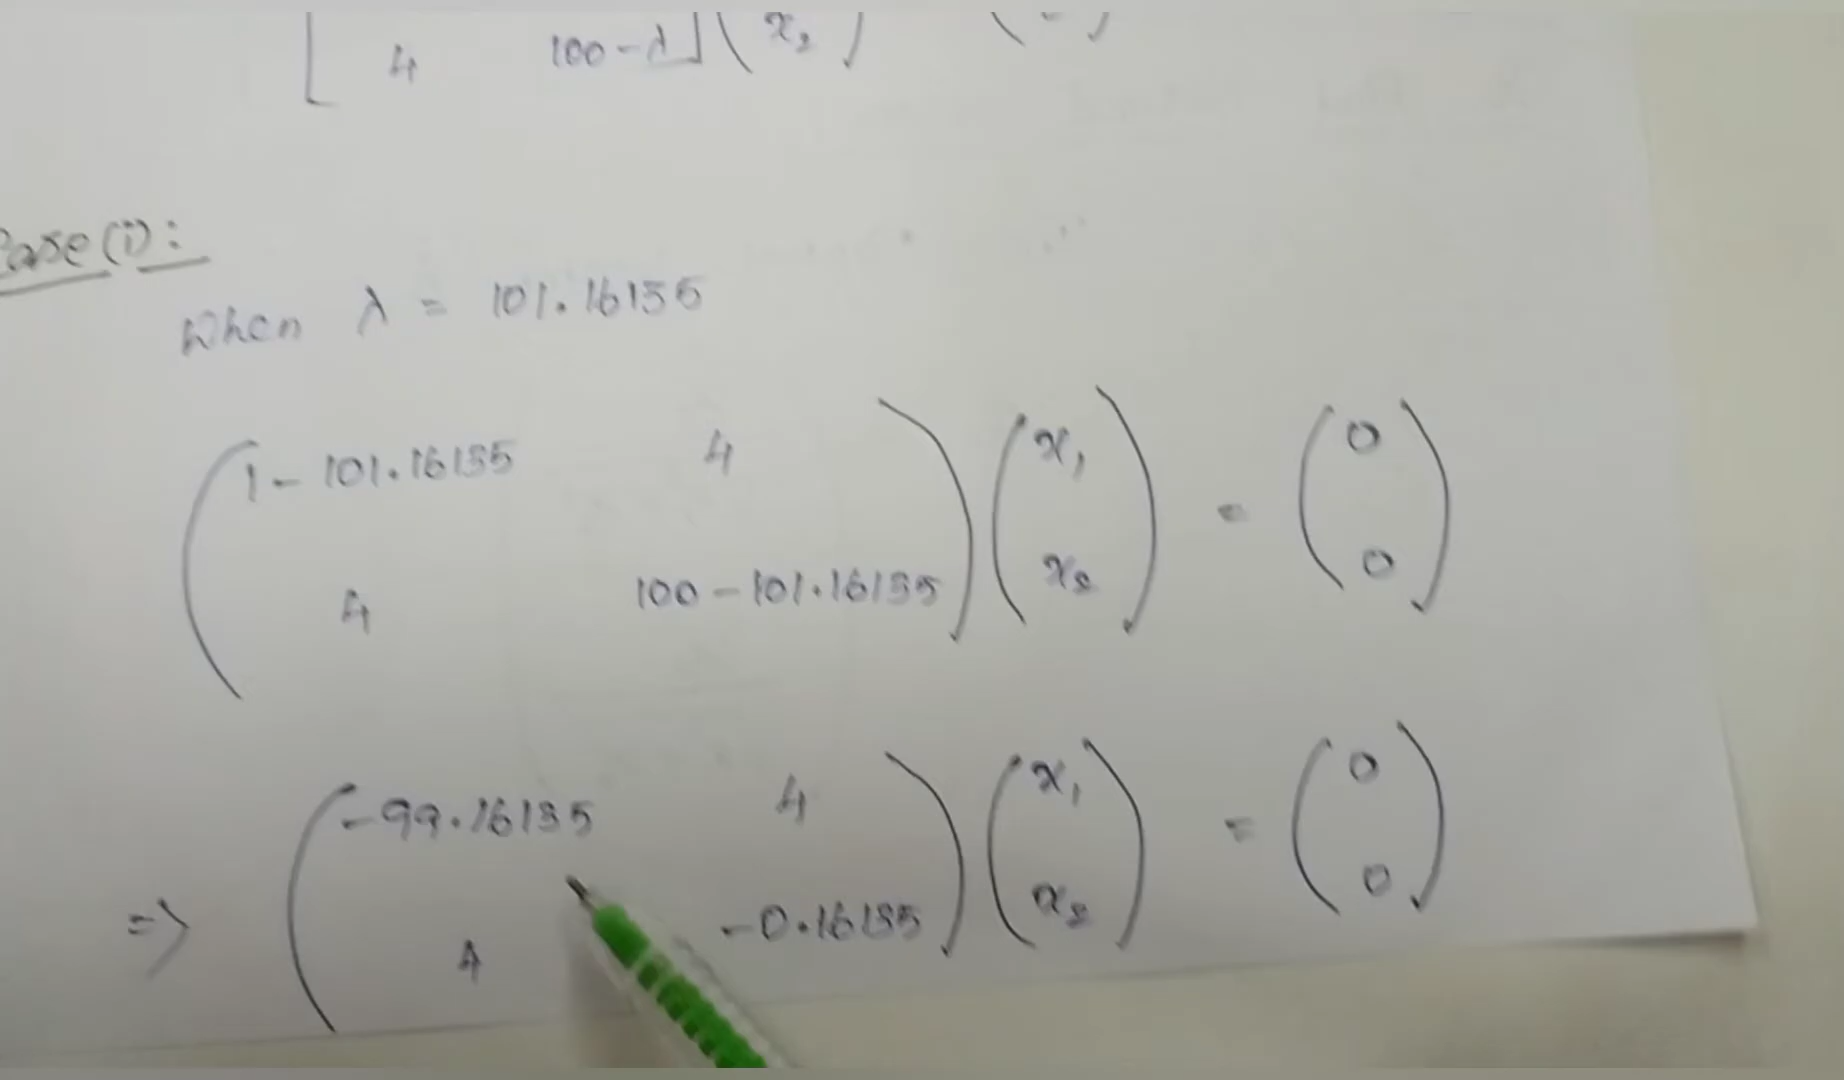 4 100-λ x₂
Case(i):
When λ = 101.16135
1-101.16135 4 x₁ = 0
4 100-101.16135 x₂ 0
-99.16135 4 x₁ = 0
=> 4 -0.16135 x₂ 0